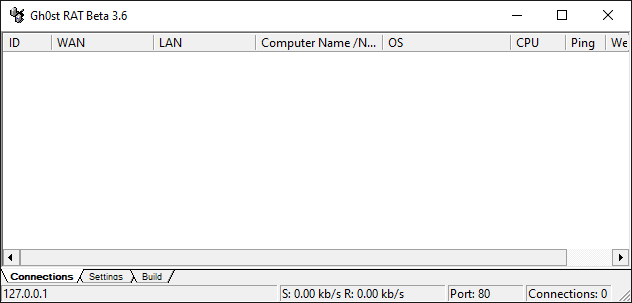 Gh0st RAT Beta 3.6
ID WAN LAN Computer Name /N... OS CPU Ping We
Connections Settings Build
127.0.0.1 S: 0.00 kb/s R: 0.00 kb/s Port: 80 Connections: 0